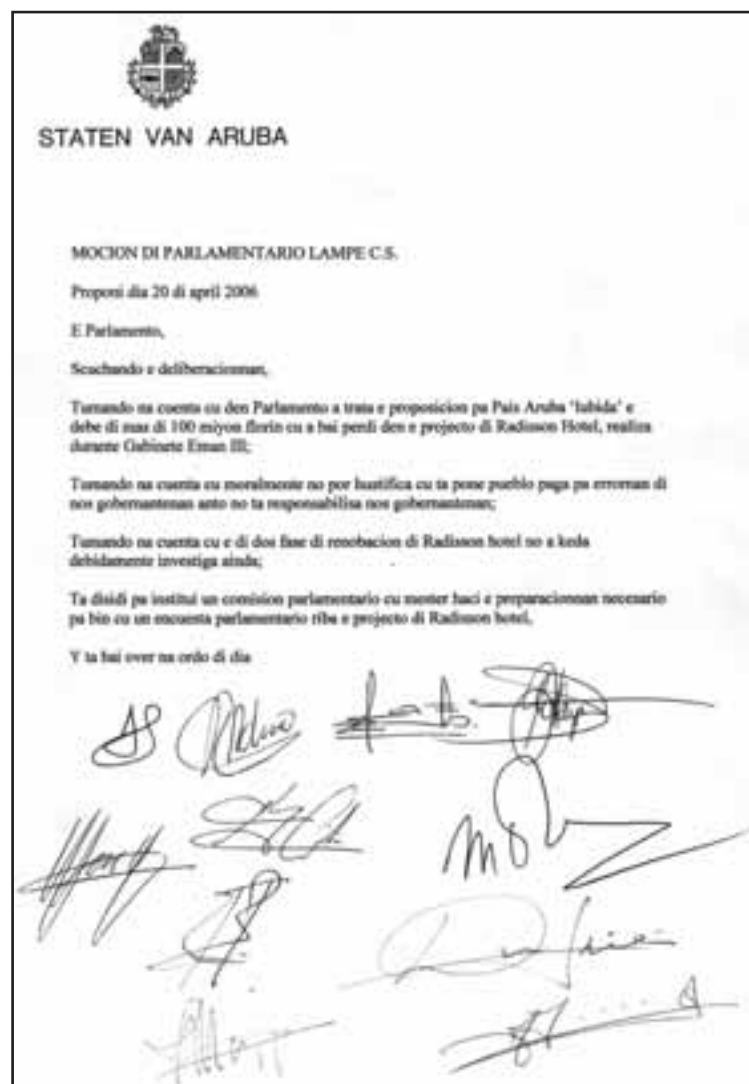 STATEN VAN ARUBA
MOCION DI PARLAMENTARIO LAMPE C.S.
Proponi dia 20 di april 2006
E Parlamento,
Scuchando e deliberacionnan,
Tumando na cuenta cu den Parlamento a trata e proposicion pa Pais Aruba 'lubida' e
debe di mas di 100 miyon florin cu a bai perdi den e projecto di Radisson Hotel, realiza
durante Gabinete Eman III;
Tumando na cuenta cu moralmente no por hustifica cu ta pone pueblo paga pa errornan di
nos gobernantenan anto no ta responsabilisa nos gobernantenan;
Tumando na cuenta cu e di dos fase di renobacion di Radisson hotel no a keda
debidamente investiga ainda;
Ta disidi pa institui un comision parlamentario cu mester haci e preparacionnan necesario
pa bin cu un encuesta parlamentario riba e projecto di Radisson hotel,
Y ta bai over na ordo di dia